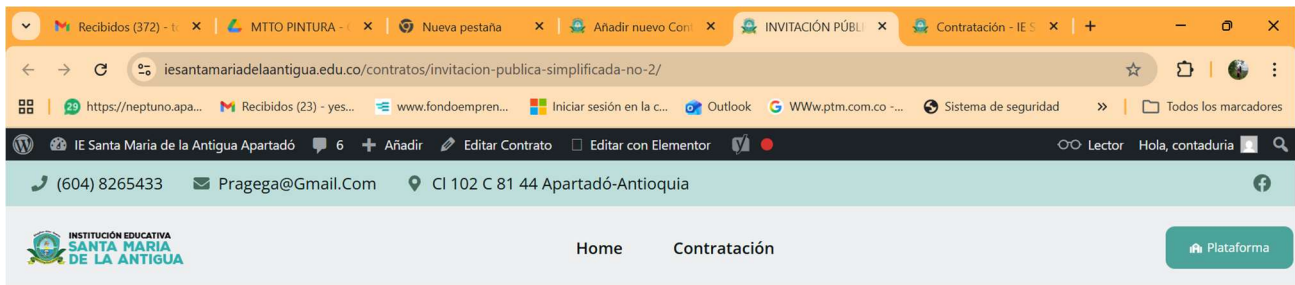 Recibidos (372) - t
MTTO PINTURA -
Nueva pestaña
Añadir nuevo Cont
INVITACIÓN PÚBL
Contratación - IE S
iesantamariadelaantigua.edu.co/contratos/invitacion-publica-simplificada-no-2/
29 https://neptuno.apa... Recibidos (23) - yes... www.fondoempren... Iniciar sesión en la c... Outlook WWw.ptm.com.co -... Sistema de seguridad » Todos los marcadores
IE Santa Maria de la Antigua Apartadó 6 + Añadir Editar Contrato Editar con Elementor Lector Hola, contaduria
(604) 8265433 Pragega@Gmail.Com Cl 102 C 81 44 Apartadó-Antioquia
INSTITUCIÓN EDUCATIVA
SANTA MARIA
DE LA ANTIGUA
Home Contratación Plataforma